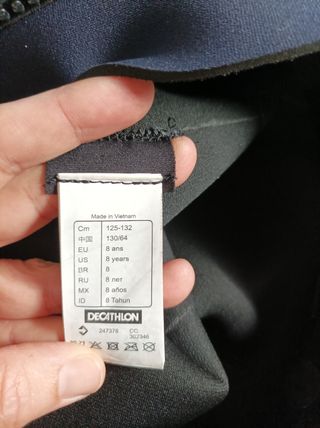 Made in Vietnam
Cm 125-132
中国 130/64
EU 8 ans
US 8 years
BR 8
RU 8 лет
MX 8 años
ID 8 Tahun
DECATHLON
247376 CC
302346